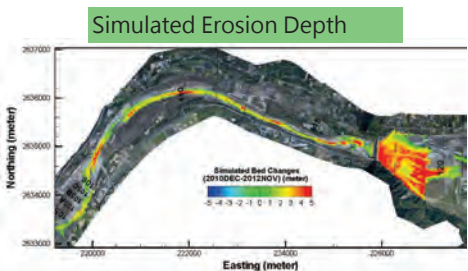 Simulated Erosion Depth
2637000
2636000
2635000
2634000
2633000
Northing (meter)
Simulated Bed Changes
(2010DEC-2012NOV) (meter)
-5 -4 -3 -2 -1 0 1 2 3 4 5
220000 222000 224000 226000
Easting (meter)